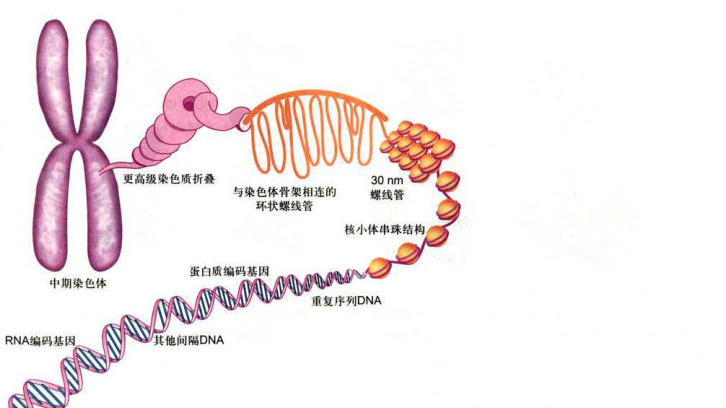 更高级染色质折叠
与染色体骨架相连的
环状螺线管
30 nm
螺线管
核小体串珠结构
中期染色体
蛋白质编码基因
重复序列DNA
RNA编码基因
其他间隔DNA